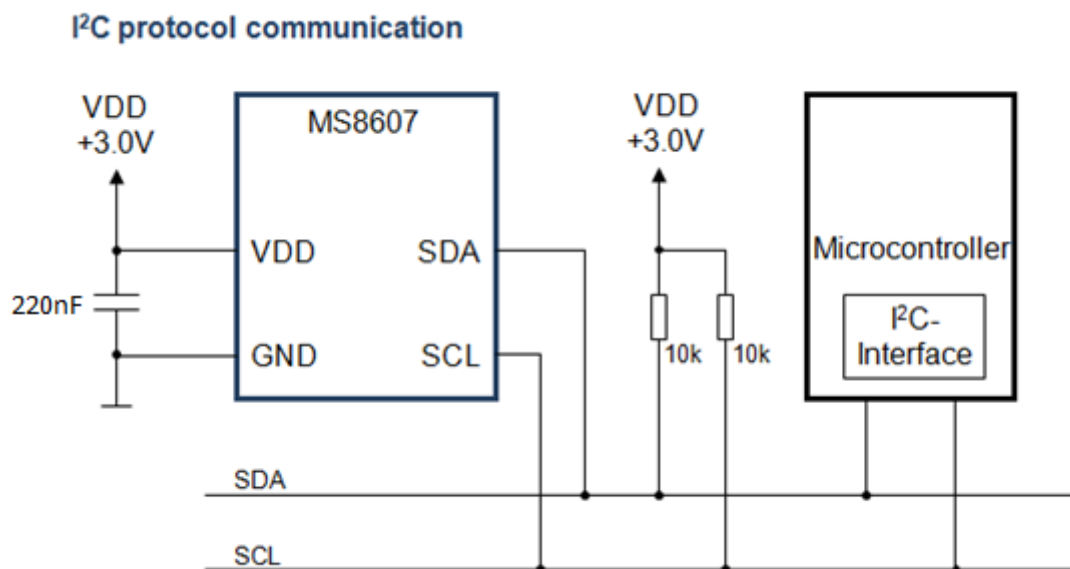 I²C protocol communication
VDD
+3.0V
MS8607
VDD
+3.0V
VDD
SDA
Microcontroller
220nF
I²C-
Interface
GND
SCL
10k
10k
SDA
SCL